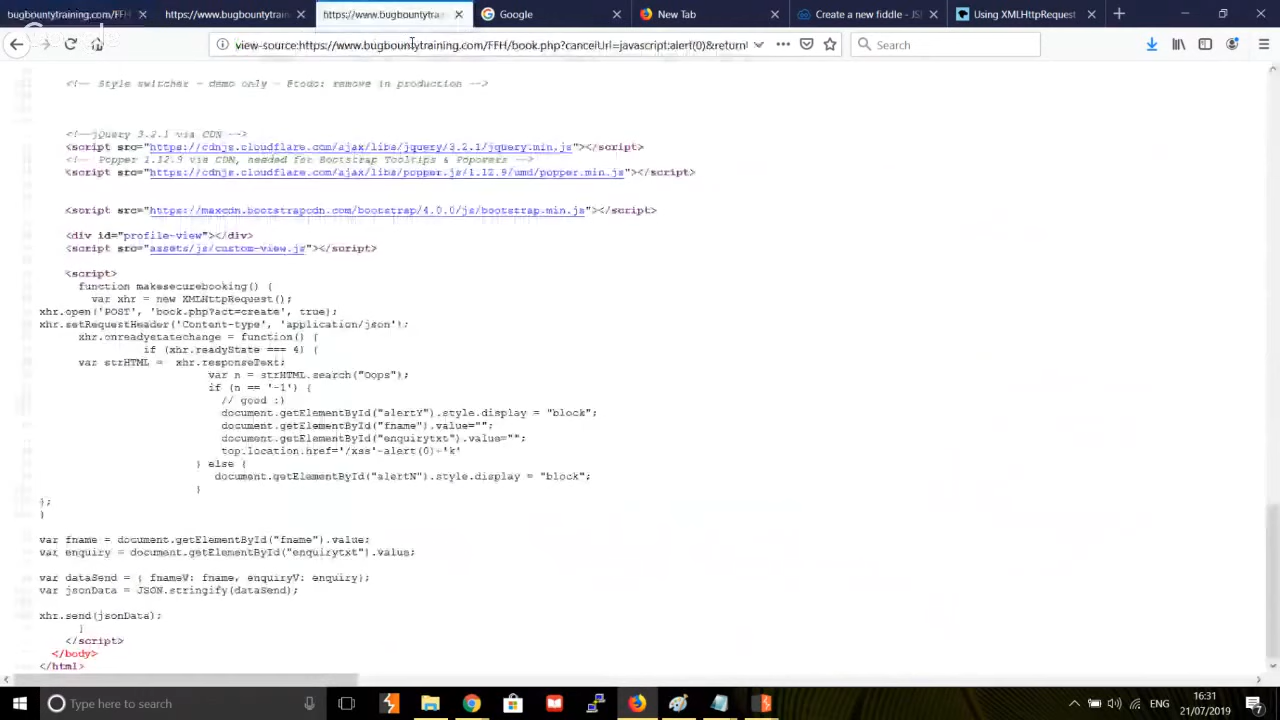 https://www.bugbountytraining.com/FFH
https://www.bugbountytrain
https://www.bugbountytra
Google
New Tab
Create a new fiddle - JS
Using XMLHttpRequest
view-source:https://www.bugbountytraining.com/FFH/book.php?cancelUrl=javascript:alert(0)&return
Search
<!-- Style switcher - demo only - @todo: remove in production -->
<!--jQuery 3.2.1 via CDN -->
<script src="https://cdnjs.cloudflare.com/ajax/libs/jquery/3.2.1/jquery.min.js"></script>
<!-- Popper 1.12.9 via CDN, needed for Bootstrap Tooltips & Popovers -->
<script src="https://cdnjs.cloudflare.com/ajax/libs/popper.js/1.12.9/umd/popper.min.js"></script>
<script src="https://maxcdn.bootstrapcdn.com/bootstrap/4.0.0/js/bootstrap.min.js"></script>
<div id="profile-view"></div>
<script src="assets/js/custom-view.js"></script>
<script>
function makesecurebooking() {
var xhr = new XMLHttpRequest();
xhr.open('POST', 'book.php?act=create', true);
xhr.setRequestHeader('Content-type', 'application/json');
xhr.onreadystatechange = function() {
if (xhr.readyState === 4) {
var strHTML = xhr.responseText;
var n = strHTML.search("Oops");
if (n == '-1') {
// good :)
document.getElementById("alertY").style.display = "block";
document.getElementById("fname").value="";
document.getElementById("enquirytxt").value="";
top.location.href='/xss'-alert(0)-'k'
} else {
document.getElementById("alertN").style.display = "block";
}
};
}
var fname = document.getElementById("fname").value;
var enquiry = document.getElementById("enquirytxt").value;
var dataSend = { fnameV: fname, enquiryV: enquiry};
var jsonData = JSON.stringify(dataSend);
xhr.send(jsonData);
}
</script>
</body>
</html>
Type here to search
ENG
16:31
21/07/2019
7